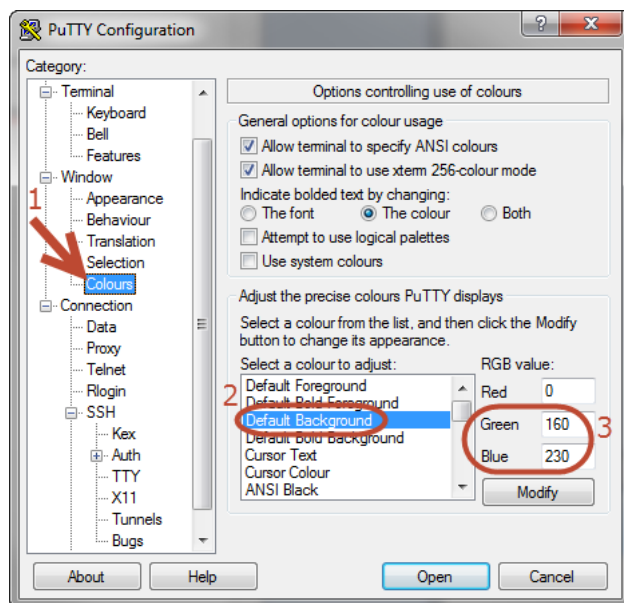 PuTTY Configuration
?
X
Category:
Terminal
Keyboard
Bell
Features
Window
Appearance
Behaviour
Translation
Selection
Colours
Connection
Data
Proxy
Telnet
Rlogin
SSH
Kex
Auth
TTY
X11
Tunnels
Bugs
1
Options controlling use of colours
General options for colour usage
Allow terminal to specify ANSI colours
Allow terminal to use xterm 256-colour mode
Indicate bolded text by changing:
The font The colour Both
Attempt to use logical palettes
Use system colours
Adjust the precise colours PuTTY displays
Select a colour from the list, and then click the Modify
button to change its appearance.
Select a colour to adjust:
Default Foreground
Default Bold Foreground
Default Background
Default Bold Background
Cursor Text
Cursor Colour
ANSI Black
2
RGB value:
Red 0
Green 160
Blue 230
3
Modify
About Help Open Cancel